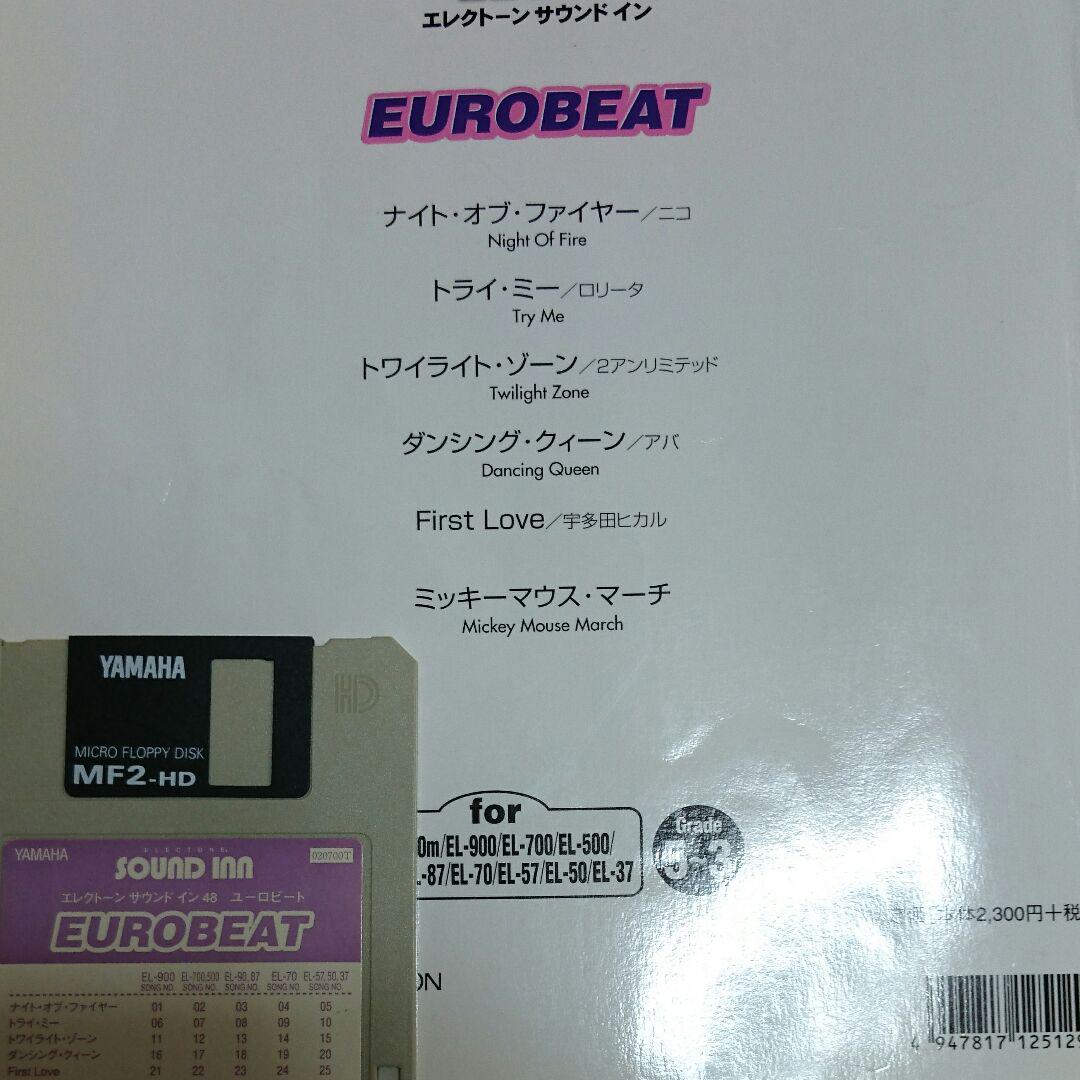 エレクトーン サウンド イン
EUROBEAT
ナイト・オブ・ファイヤー／ニコ
Night Of Fire
トライ・ミー／ロリータ
Try Me
トワイライト・ゾーン／2アンリミテッド
Twilight Zone
ダンシング・クィーン／アバ
Dancing Queen
First Love／宇多田ヒカル
ミッキーマウス・マーチ
Mickey Mouse March
for
0m/EL-900/EL-700/EL-500/
-87/EL-70/EL-57/EL-50/EL-37
Grade
5~3
2,300円+税
ON
4 947817 12512
YAMAHA
HD
MICRO FLOPPY DISK
MF2-HD
YAMAHA
ELECTONE
SOUND INN
020700T
エレクトーン サウンド イン 48 ユーロビート
EUROBEAT
EL-900 EL-700,500 EL-90, 87 EL-70 EL-57, 50, 37
SONG NO. SONG NO. SONG NO. SONG NO. SONG NO.
ナイト・オブ・ファイヤー 01 02 03 04 05
トライ・ミー 06 07 08 09 10
トワイライト・ゾーン 11 12 13 14 15
ダンシング・クィーン 16 17 18 19 20
First Love 21 22 23 24 25